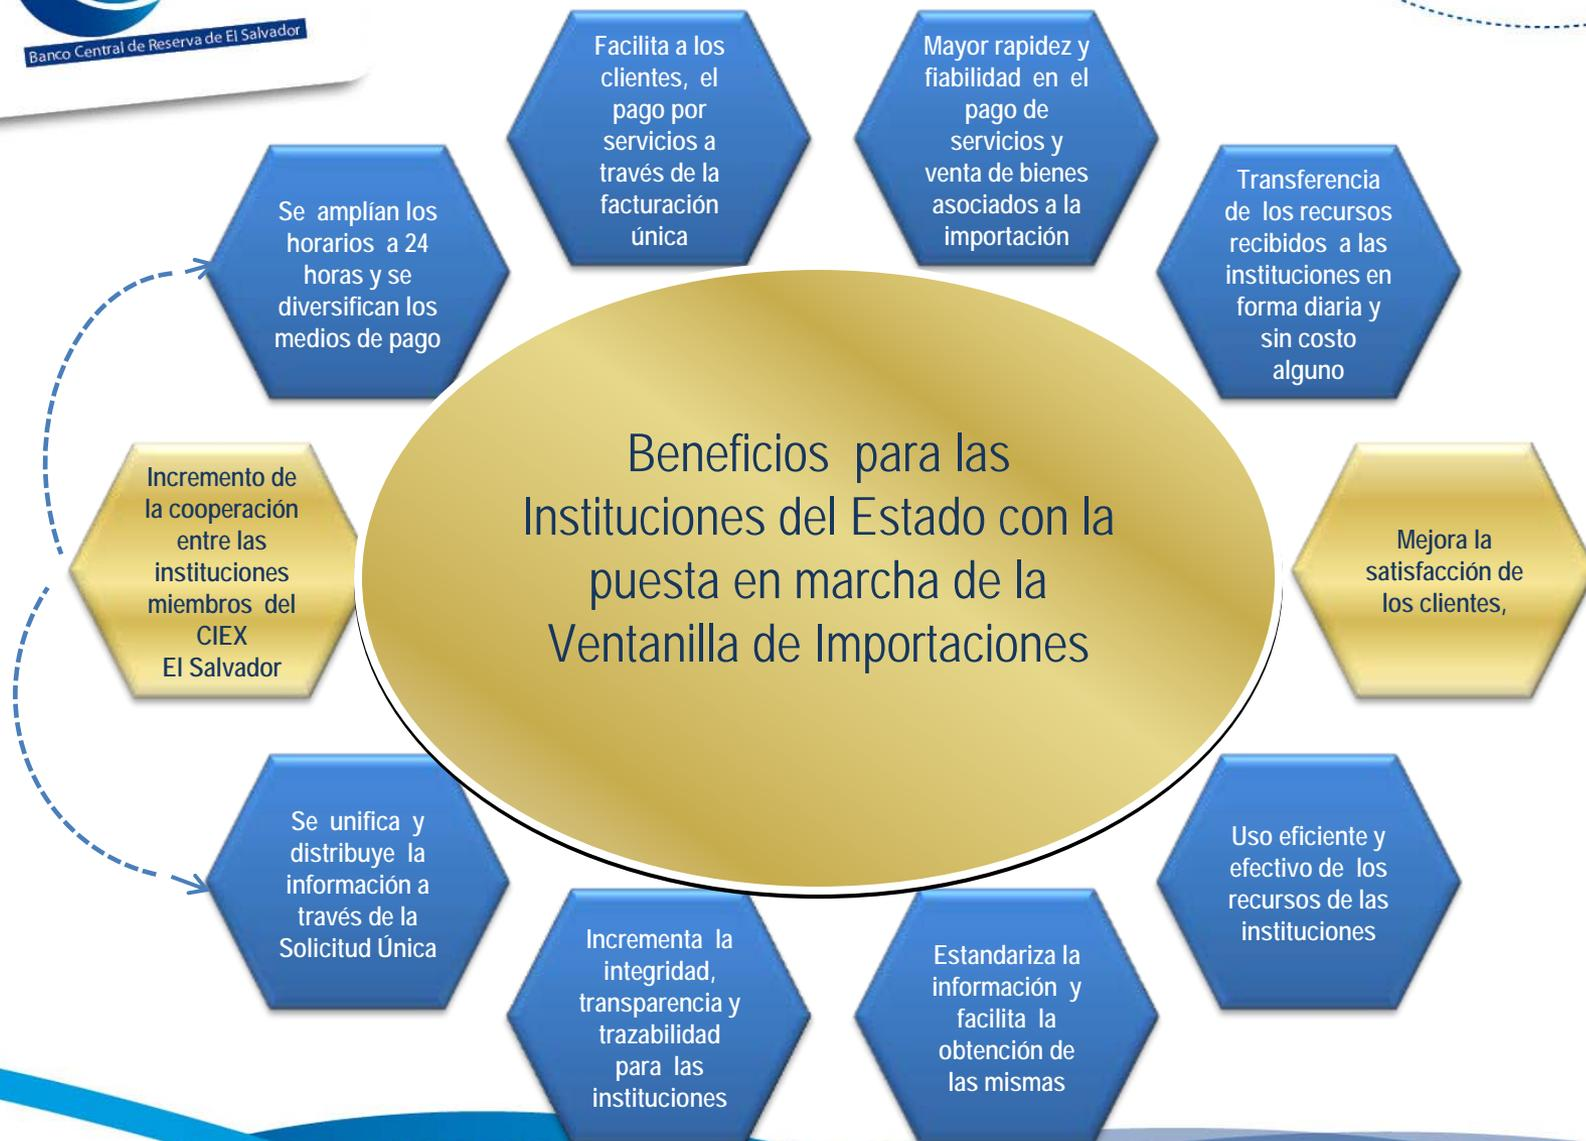 Banco Central de Reserva de El Salvador
Facilita a los
clientes, el
pago por
servicios a
través de la
facturación
única
Mayor rapidez y
fiabilidad en el
pago de
servicios y
venta de bienes
asociados a la
importación
Se amplían los
horarios a 24
horas y se
diversifican los
medios de pago
Transferencia
de los recursos
recibidos a las
instituciones en
forma diaria y
sin costo
alguno
Incremento de
la cooperación
entre las
instituciones
miembros del
CIEX
El Salvador
Beneficios para las
Instituciones del Estado con la
puesta en marcha de la
Ventanilla de Importaciones
Mejora la
satisfacción de
los clientes,
Se unifica y
distribuye la
información a
través de la
Solicitud Única
Incrementa la
integridad,
transparencia y
trazabilidad
para las
instituciones
Estandariza la
información y
facilita la
obtención de
las mismas
Uso eficiente y
efectivo de los
recursos de las
instituciones